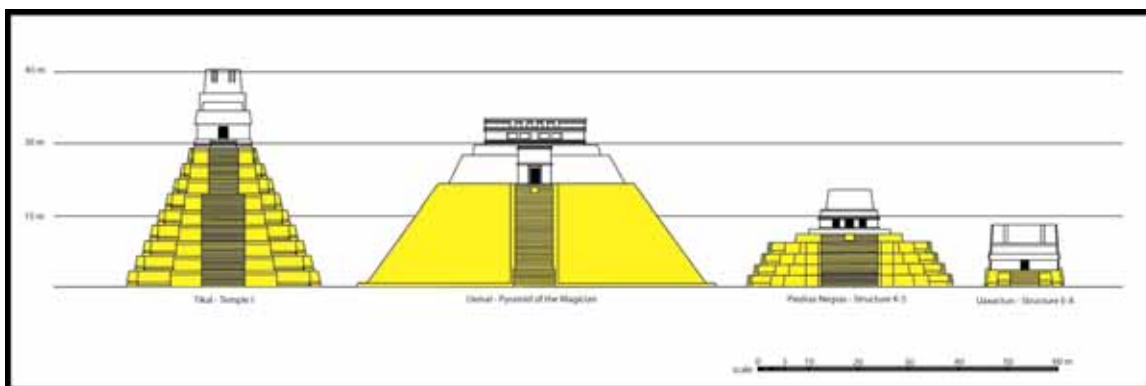 45 m
30 m
15 m
Tikal - Temple I
Uxmal - Pyramid of the Magician
Piedras Negras - Structure K-5
Uaxactun - Structure
scale 0 5 10 20 30 40 50 60 m